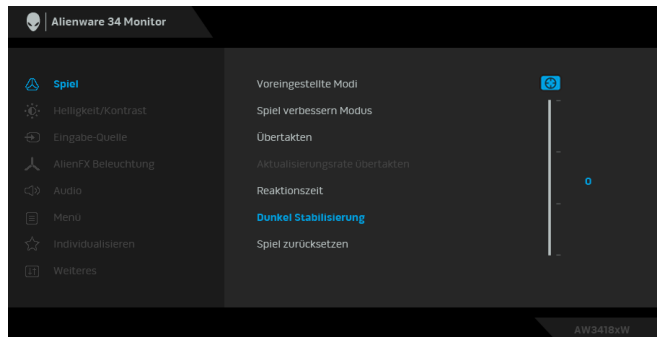 Alienware 34 Monitor
Spiel
Helligkeit/Kontrast
Eingabe-Quelle
AlienFX Beleuchtung
Audio
Menü
Individualisieren
Weiteres
Voreingestellte Modi
Spiel verbessern Modus
Übertakten
Aktualisierungsrate übertakten
Reaktionszeit
Dunkel Stabilisierung
Spiel zurücksetzen
0
AW3418xW